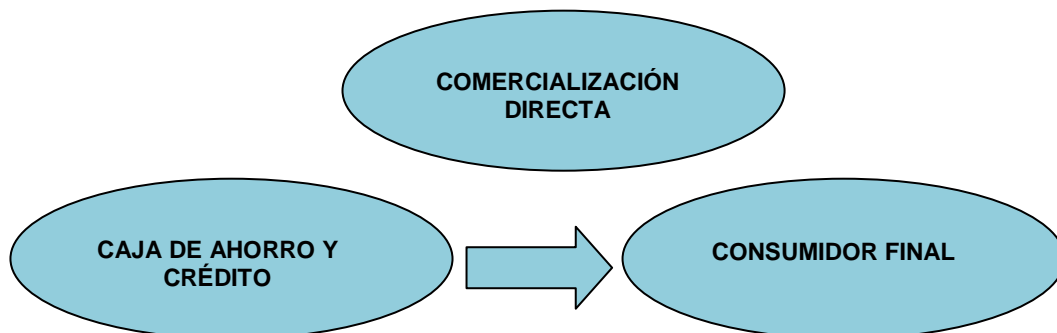 COMERCIALIZACIÓN
DIRECTA
CAJA DE AHORRO Y
CRÉDITO
CONSUMIDOR FINAL